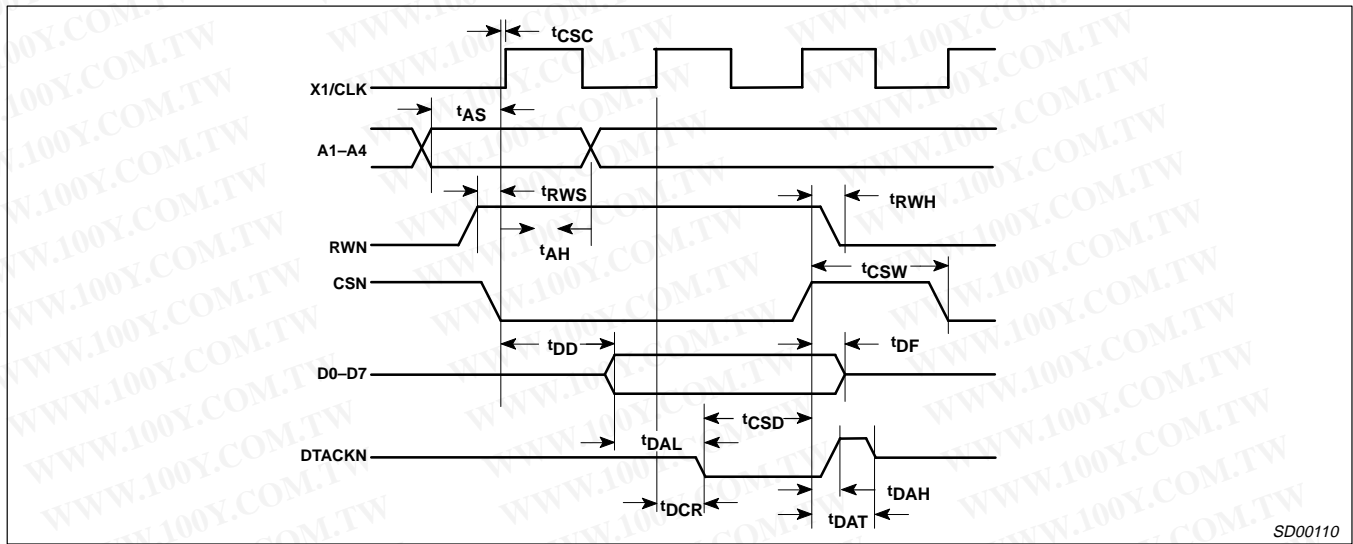 tCSC
X1/CLK
tAS
A1–A4
tRWS
tRWH
RWN
tAH
CSN
tCSW
tDD
tDF
D0–D7
tCSD
tDAL
DTACKN
tDCR
tDAH
tDAT
SD00110
WWW.100Y.COM.TW